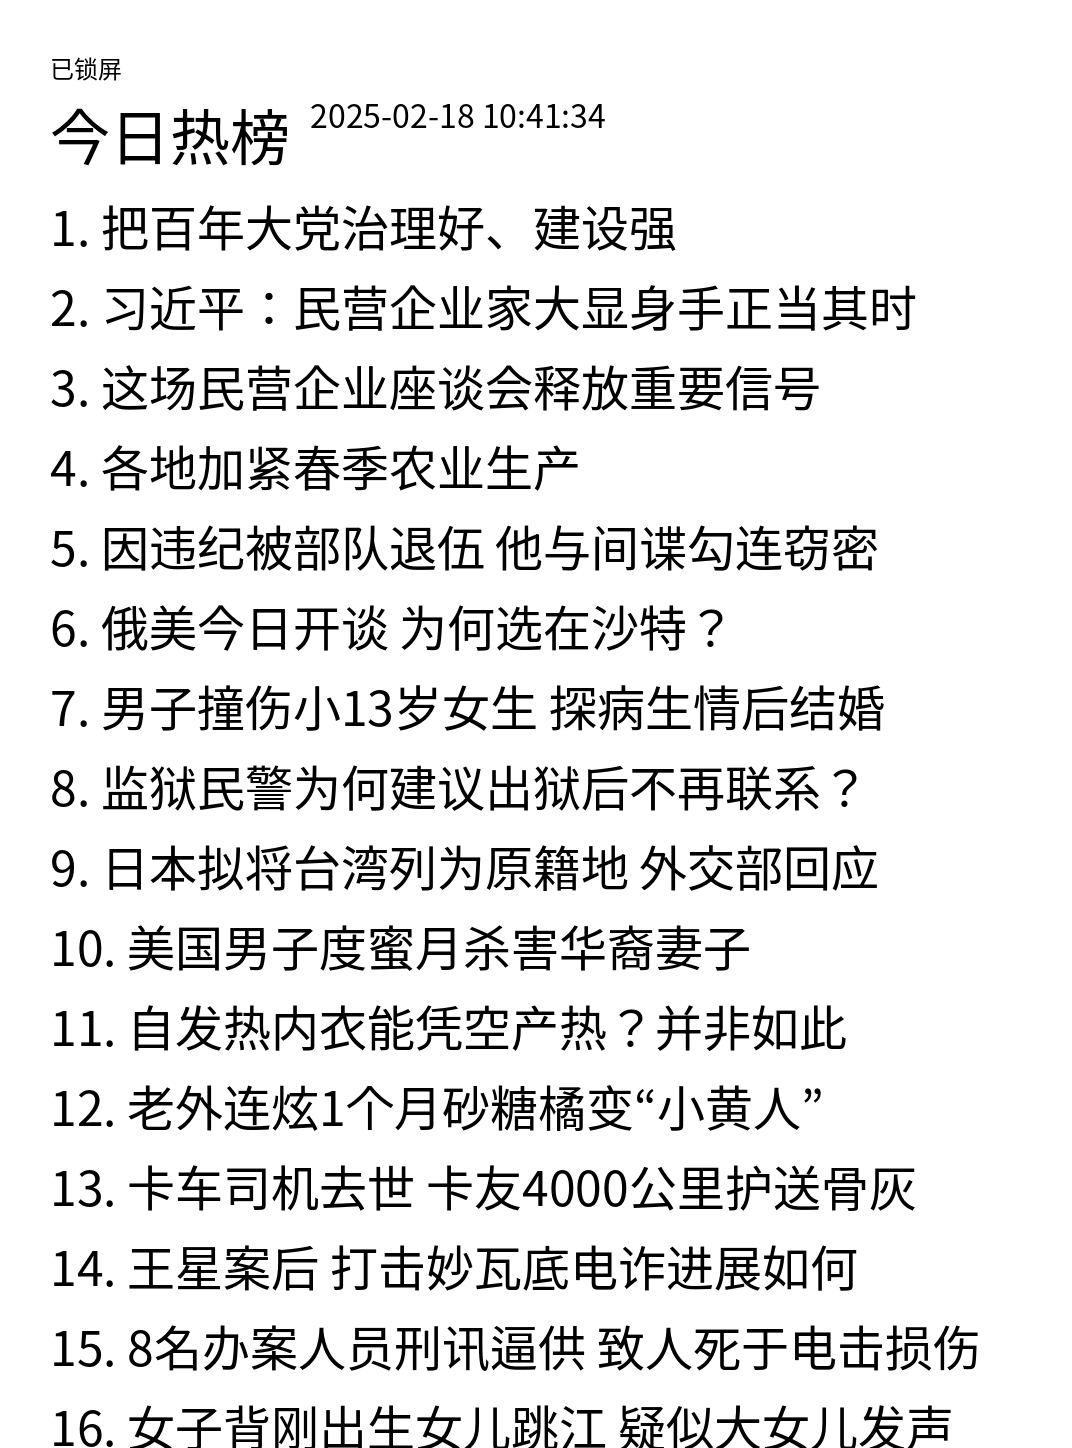 已锁屏
今日热榜 2025-02-18 10:41:34
1. 把百年大党治理好、建设强
2. 习近平：民营企业家大显身手正当其时
3. 这场民营企业座谈会释放重要信号
4. 各地加紧春季农业生产
5. 因违纪被部队退伍 他与间谍勾连窃密
6. 俄美今日开谈 为何选在沙特？
7. 男子撞伤小13岁女生 探病生情后结婚
8. 监狱民警为何建议出狱后不再联系？
9. 日本拟将台湾列为原籍地 外交部回应
10. 美国男子度蜜月杀害华裔妻子
11. 自发热内衣能凭空产热？并非如此
12. 老外连炫1个月砂糖橘变“小黄人”
13. 卡车司机去世 卡友4000公里护送骨灰
14. 王星案后 打击妙瓦底电诈进展如何
15. 8名办案人员刑讯逼供 致人死于电击损伤
16. 女子背刚出生女儿跳江 疑似大女儿发声